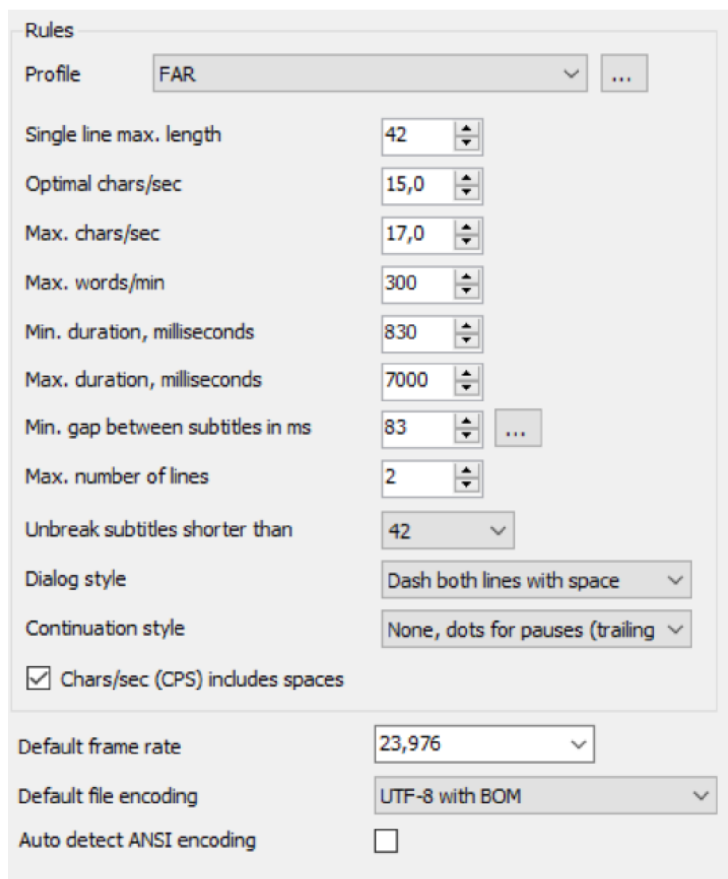 Rules
Profile FAR ...
Single line max. length 42
Optimal chars/sec 15,0
Max. chars/sec 17,0
Max. words/min 300
Min. duration, milliseconds 830
Max. duration, milliseconds 7000
Min. gap between subtitles in ms 83 ...
Max. number of lines 2
Unbreak subtitles shorter than 42
Dialog style Dash both lines with space
Continuation style None, dots for pauses (trailing
Chars/sec (CPS) includes spaces
Default frame rate 23,976
Default file encoding UTF-8 with BOM
Auto detect ANSI encoding